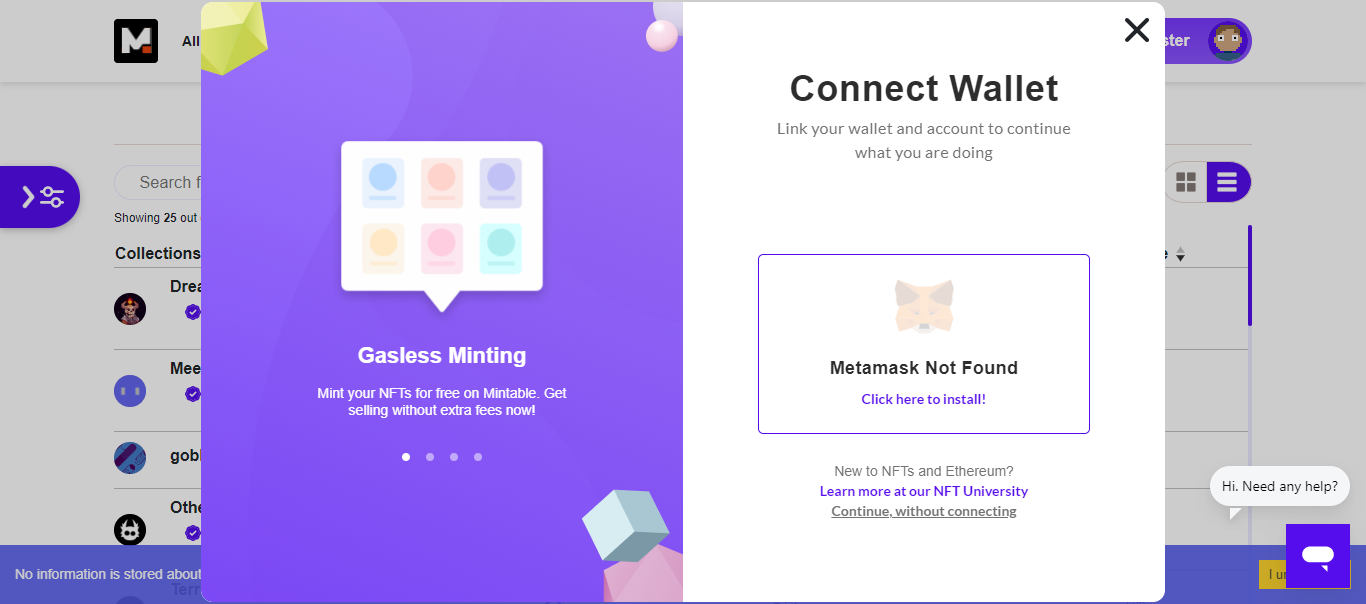 M
All
ster
Connect Wallet
Link your wallet and account to continue
what you are doing
Search f
Showing 25 out
Collections
Drea
Mee
gobl
Othe
Gasless Minting
Mint your NFTs for free on Mintable. Get
selling without extra fees now!
Metamask Not Found
Click here to install!
New to NFTs and Ethereum?
Learn more at our NFT University
Continue, without connecting
Hi. Need any help?
No information is stored about
Terr
I u